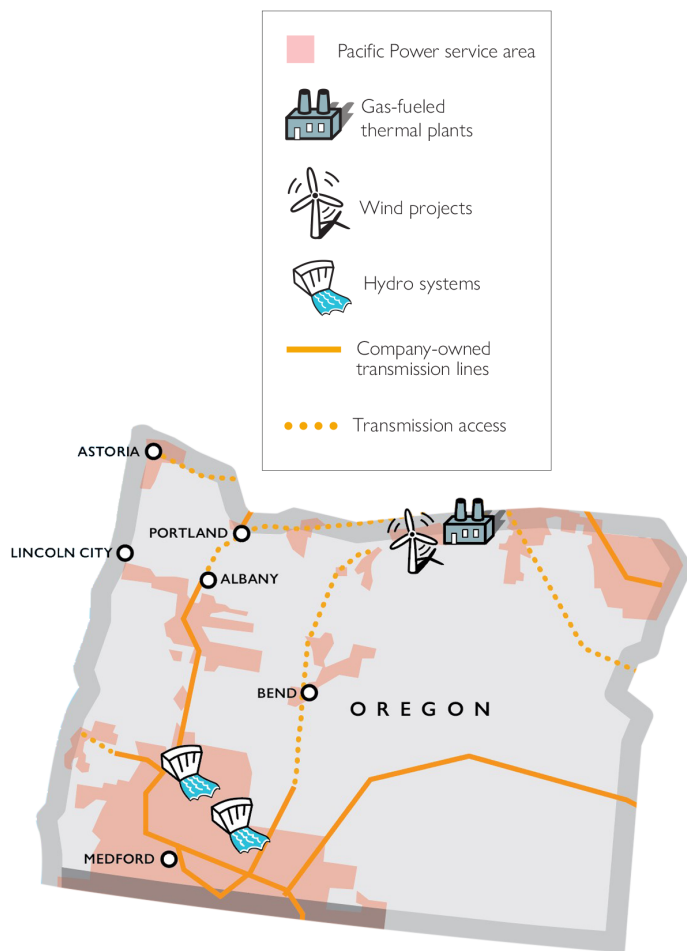 Pacific Power service area
Gas-fueled
thermal plants
Wind projects
Hydro systems
Company-owned
transmission lines
Transmission access
ASTORIA
PORTLAND
LINCOLN CITY
ALBANY
BEND
OREGON
MEDFORD